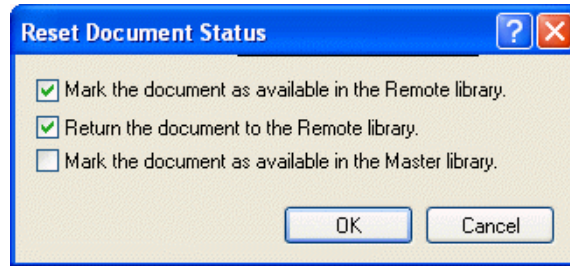 Reset Document Status
Mark the document as available in the Remote library.
Return the document to the Remote library.
Mark the document as available in the Master library.
OK Cancel